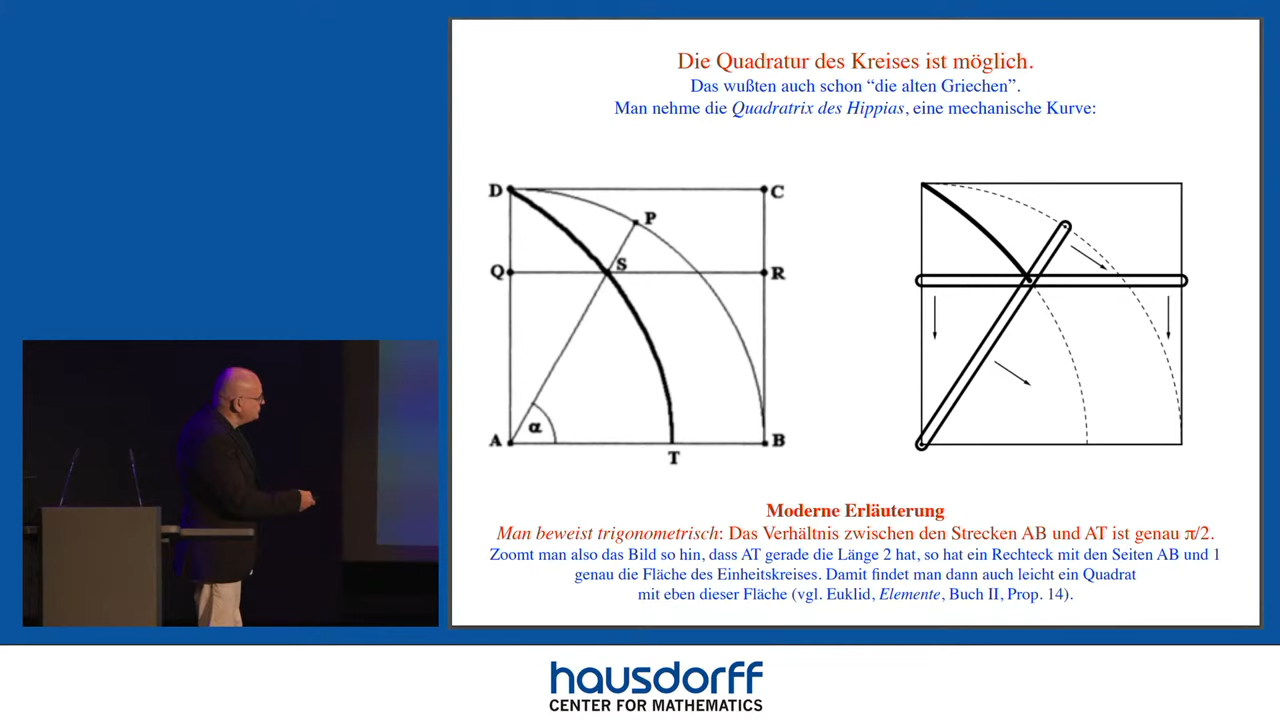 Die Quadratur des Kreises ist möglich.
Das wußten auch schon “die alten Griechen”.
Man nehme die Quadratrix des Hippias, eine mechanische Kurve:
D
C
P
Q
S
R
A
α
T
B
Moderne Erläuterung
Man beweist trigonometrisch: Das Verhältnis zwischen den Strecken AB und AT ist genau π/2.
Zoomt man also das Bild so hin, dass AT gerade die Länge 2 hat, so hat ein Rechteck mit den Seiten AB und 1
genau die Fläche des Einheitskreises. Damit findet man dann auch leicht ein Quadrat
mit eben dieser Fläche (vgl. Euklid, Elemente, Buch II, Prop. 14).
hausdorff
CENTER FOR MATHEMATICS